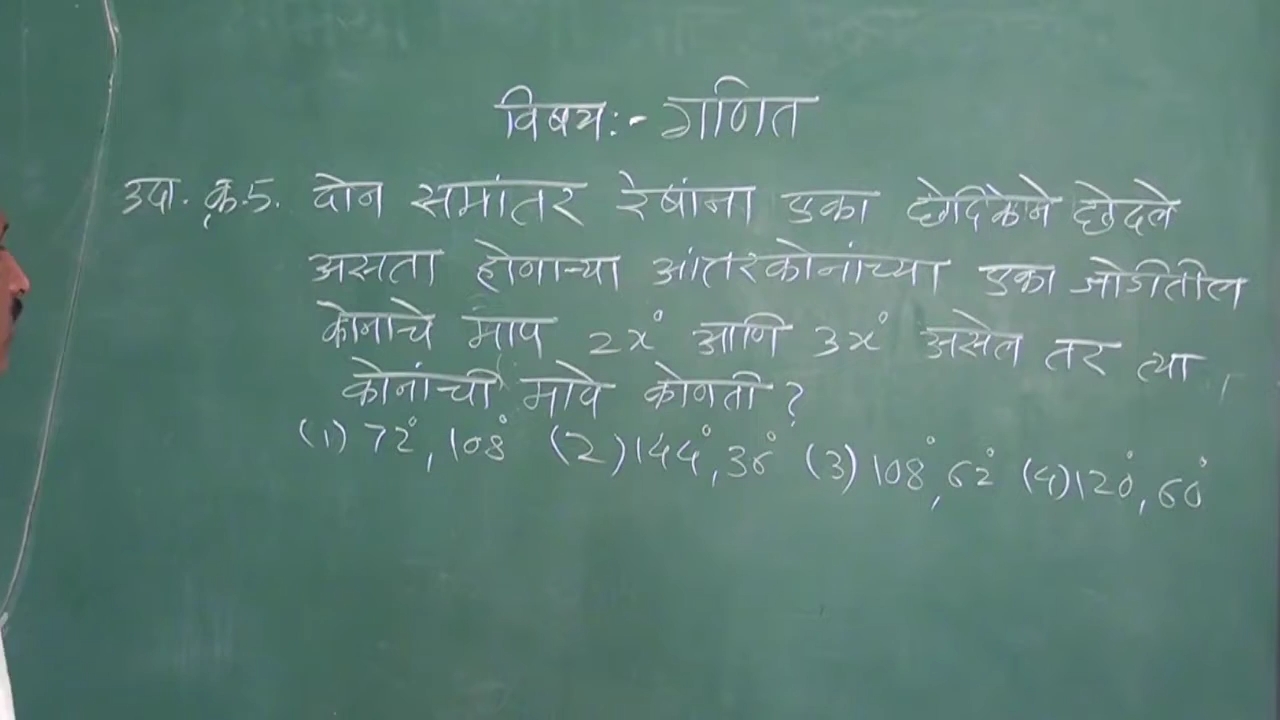 विषय:- गणित
उदा. क्र.5. दोन समांतर रेषांना एका छेदिकेने छेदले
असता होणाऱ्या आंतरकोनांच्या एका जोडीतील
कोनाचे माप 2x° आणि 3x° असेल तर त्या
कोनांची मापे कोणती?
(1) 72°, 108° (2) 144°, 36° (3) 108°, 62° (4) 120°, 60°